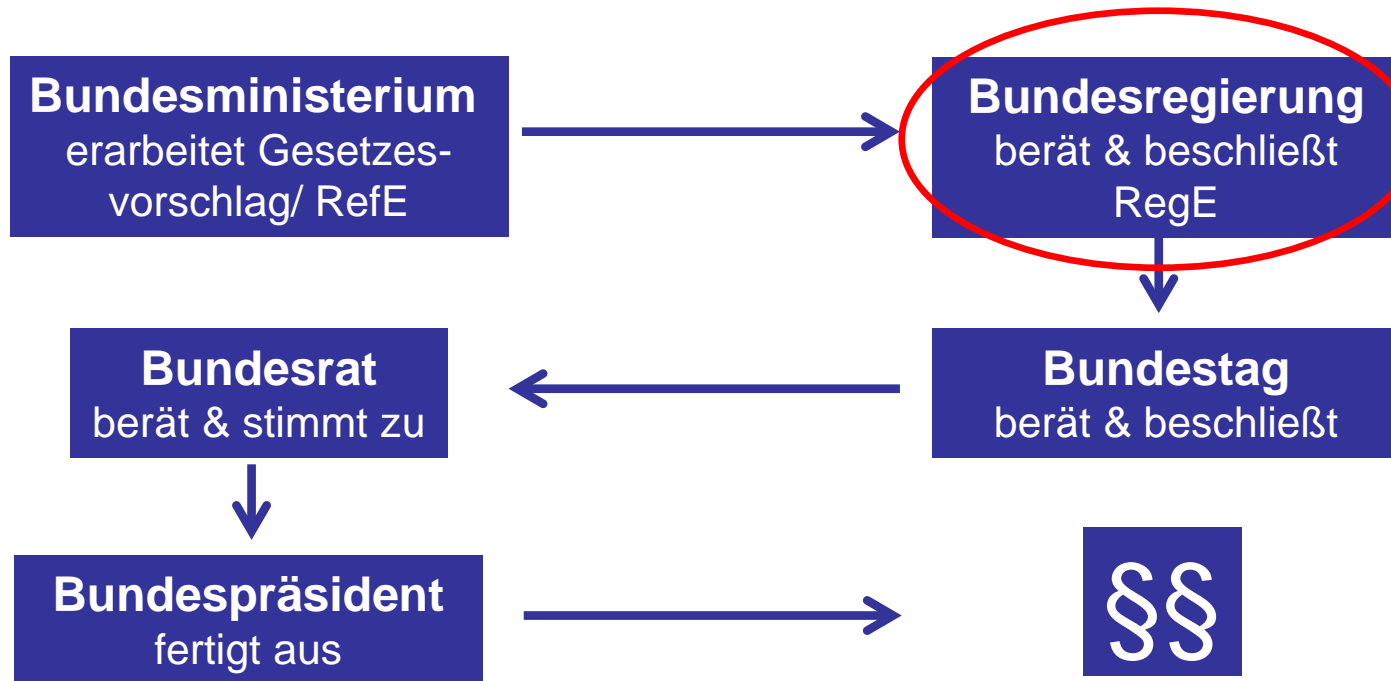 Bundesministerium
erarbeitet Gesetzes-
vorschlag/ RefE
Bundesregierung
berät & beschließt
RegE
Bundestag
berät & beschließt
Bundesrat
berät & stimmt zu
Bundespräsident
fertigt aus
§§